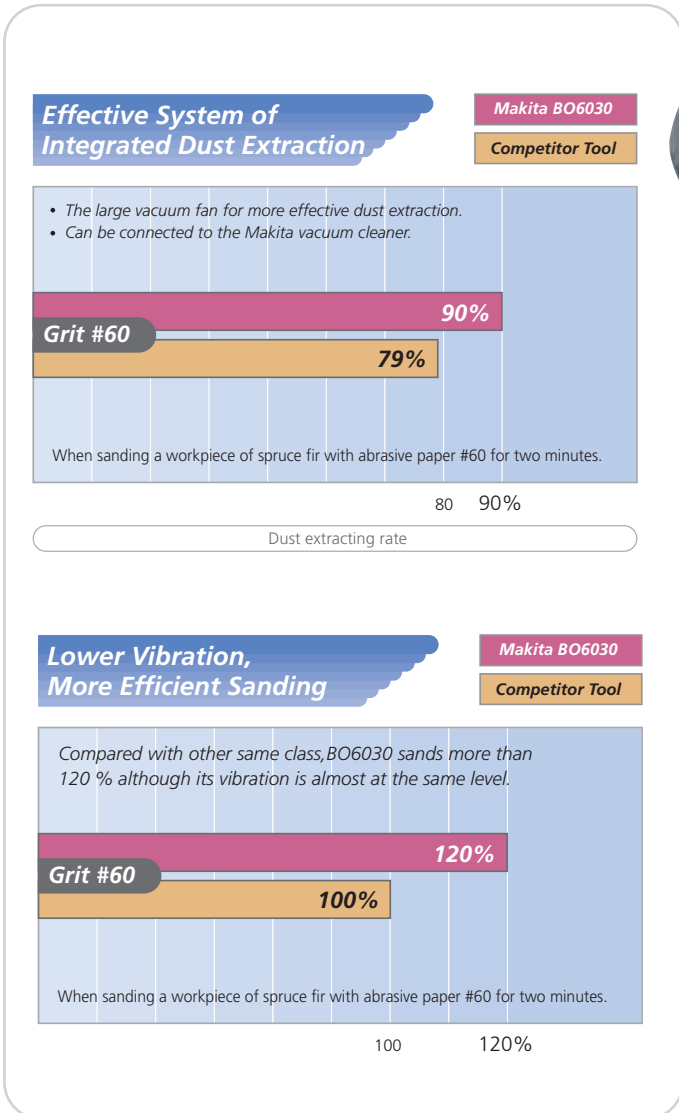 Effective System of
Integrated Dust Extraction
Makita BO6030
Competitor Tool
• The large vacuum fan for more effective dust extraction.
• Can be connected to the Makita vacuum cleaner.
90%
Grit #60
79%
When sanding a workpiece of spruce fir with abrasive paper #60 for two minutes.
80 90%
Dust extracting rate
Lower Vibration,
More Efficient Sanding
Makita BO6030
Competitor Tool
Compared with other same class,BO6030 sands more than
120 % although its vibration is almost at the same level.
120%
Grit #60
100%
When sanding a workpiece of spruce fir with abrasive paper #60 for two minutes.
100 120%